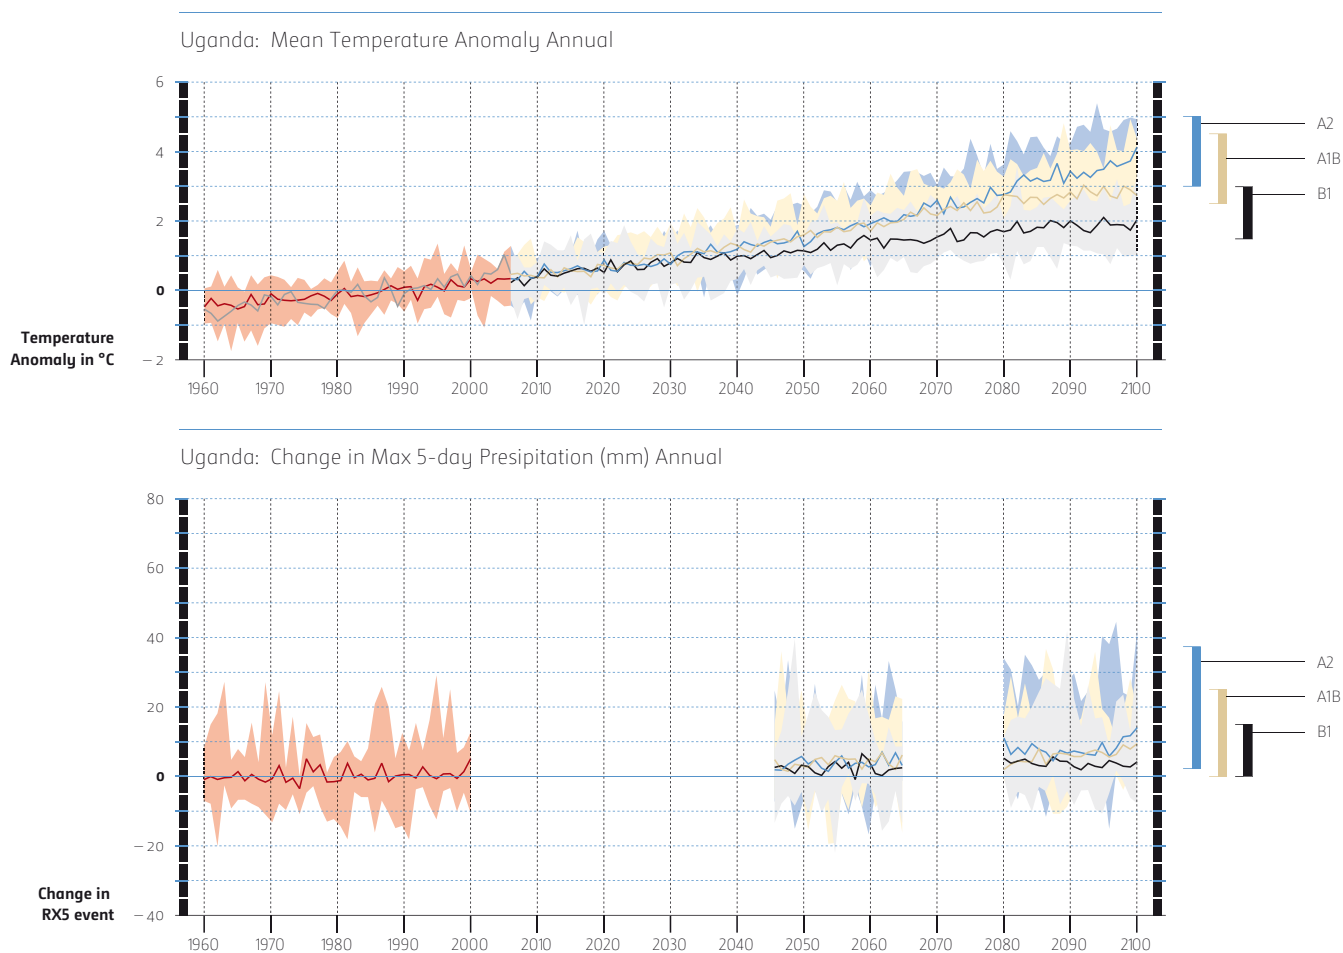 Uganda: Mean Temperature Anomaly Annual
6
4
2
0
−2
Temperature
Anomaly in °C
1960 1970 1980 1990 2000 2010 2020 2030 2040 2050 2060 2070 2080 2090 2100
A2
A1B
B1
Uganda: Change in Max 5-day Presipitation (mm) Annual
80
60
40
20
0
−20
−40
Change in
RX5 event
1960 1970 1980 1990 2000 2010 2020 2030 2040 2050 2060 2070 2080 2090 2100
A2
A1B
B1